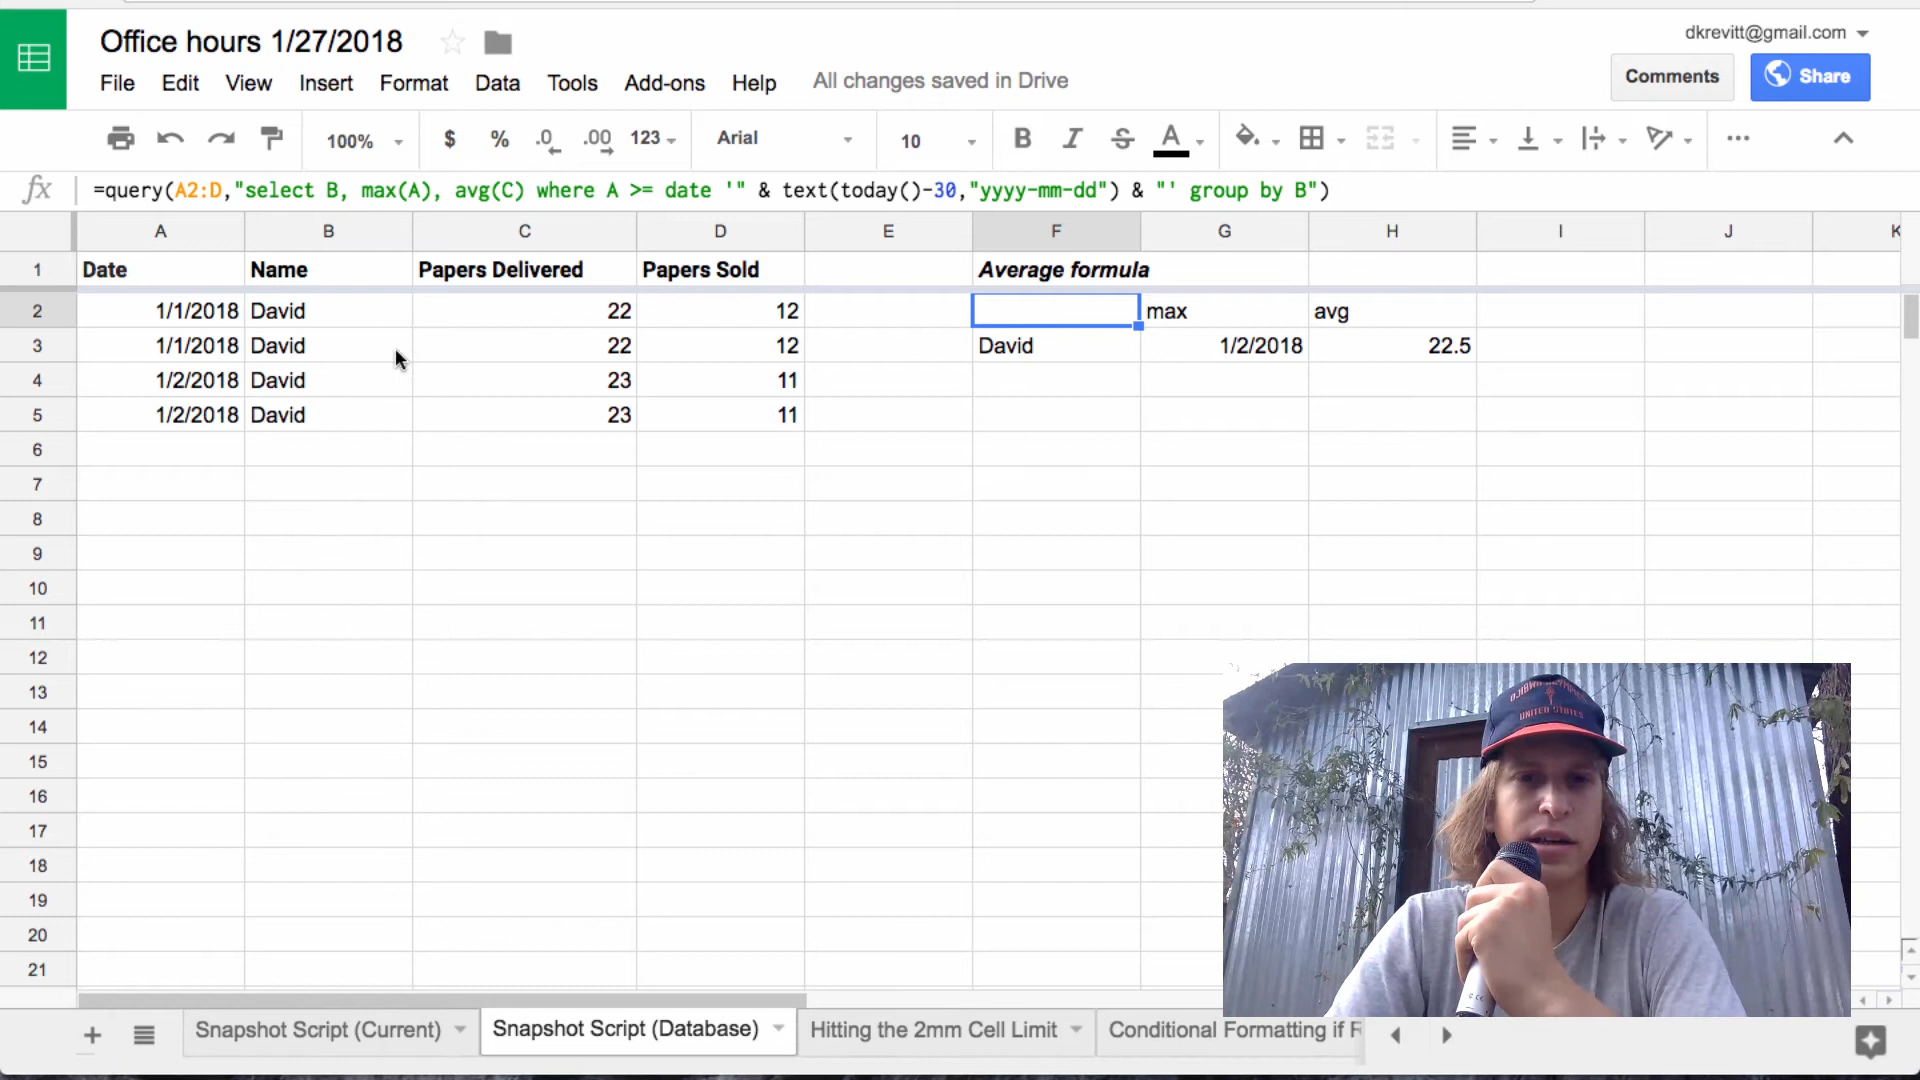 Office hours 1/27/2018
dkrevitt@gmail.com
File Edit View Insert Format Data Tools Add-ons Help All changes saved in Drive
Comments
Share
100% $ % .0 .00 123 Arial 10 B I S A
fx =query(A2:D,"select B, max(A), avg(C) where A >= date '" & text(today()-30,"yyyy-mm-dd") & "' group by B")
A B C D E F G H I J K
1 Date Name Papers Delivered Papers Sold Average formula
2 1/1/2018 David 22 12 max avg
3 1/1/2018 David 22 12 David 1/2/2018 22.5
4 1/2/2018 David 23 11
5 1/2/2018 David 23 11
6
7
8
9
10
11
12
13
14
15
16
17
18
19
20
21
UNITED STATES
Snapshot Script (Current) Snapshot Script (Database) Hitting the 2mm Cell Limit Conditional Formatting if